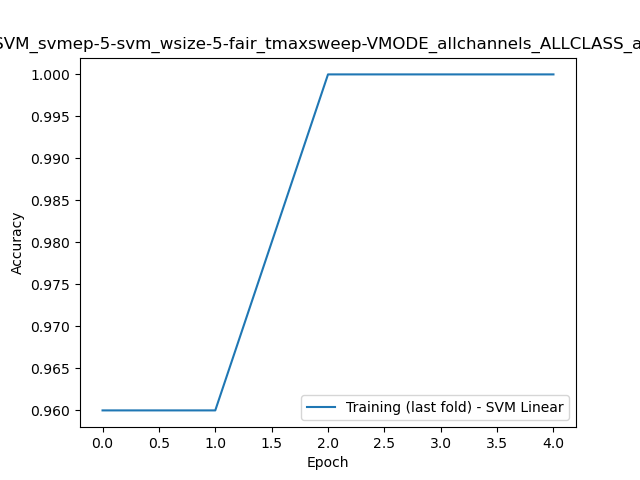 SVM_svmep-5-svm_wsize-5-fair_tmaxsweep-VMODE_allchannels_ALLCLASS_a
1.000
0.995
0.990
0.985
0.980
0.975
0.970
0.965
0.960
Accuracy
Training (last fold) - SVM Linear
0.0 0.5 1.0 1.5 2.0 2.5 3.0 3.5 4.0
Epoch